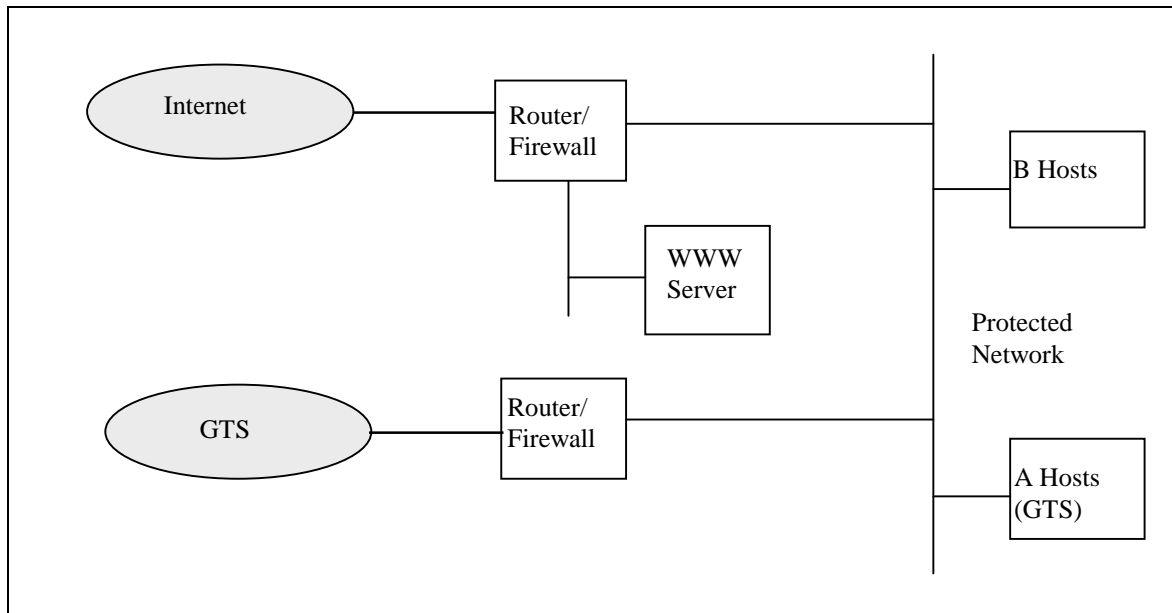 Internet
Router/
Firewall
B Hosts
WWW
Server
Protected
Network
GTS
Router/
Firewall
A Hosts
(GTS)